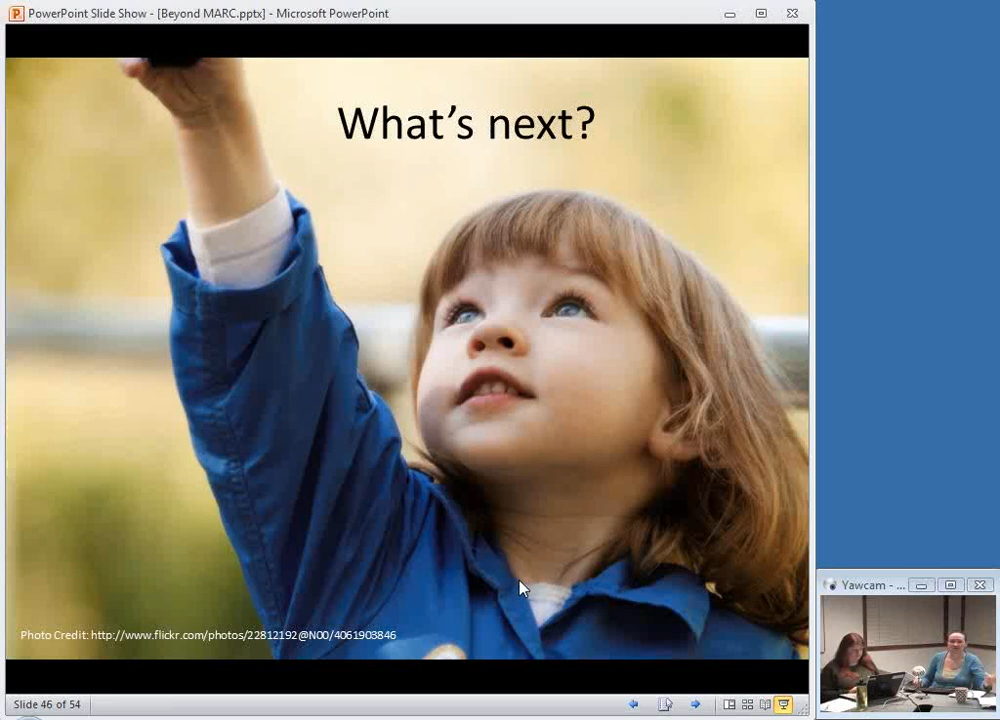 PowerPoint Slide Show - [Beyond MARC.pptx] - Microsoft PowerPoint
What's next?
Photo Credit: http://www.flickr.com/photos/22812192@N00/4061903846
Yawcam - ...
Slide 46 of 54